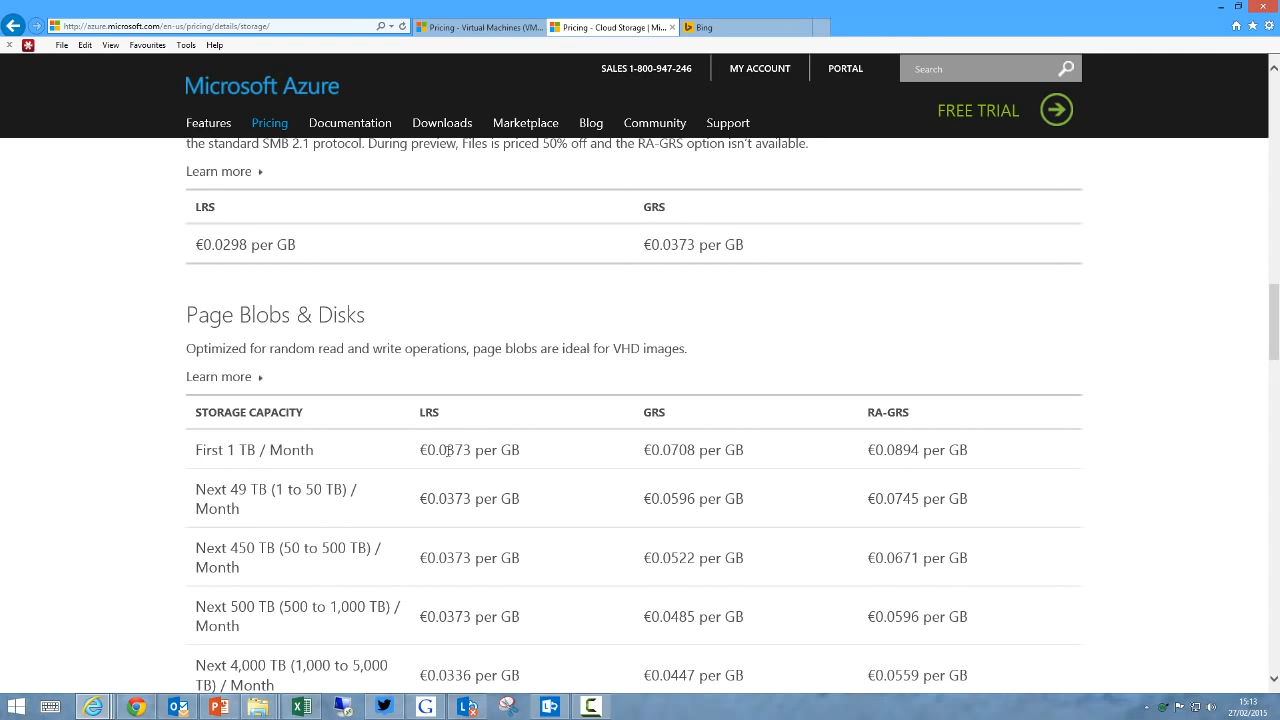 http://azure.microsoft.com/en-us/pricing/details/storage/
Pricing - Virtual Machines (VM...
Pricing - Cloud Storage | Mi...
Bing
File Edit View Favourites Tools Help
SALES 1-800-947-246
MY ACCOUNT
PORTAL
Search
Microsoft Azure
FREE TRIAL
Features Pricing Documentation Downloads Marketplace Blog Community Support
the standard SMB 2.1 protocol. During preview, Files is priced 50% off and the RA-GRS option isn't available.
Learn more
LRS GRS
€0.0298 per GB €0.0373 per GB
Page Blobs & Disks
Optimized for random read and write operations, page blobs are ideal for VHD images.
Learn more
STORAGE CAPACITY LRS GRS RA-GRS
First 1 TB / Month €0.0373 per GB €0.0708 per GB €0.0894 per GB
Next 49 TB (1 to 50 TB) /
Month €0.0373 per GB €0.0596 per GB €0.0745 per GB
Next 450 TB (50 to 500 TB) /
Month €0.0373 per GB €0.0522 per GB €0.0671 per GB
Next 500 TB (500 to 1,000 TB) /
Month €0.0373 per GB €0.0485 per GB €0.0596 per GB
Next 4,000 TB (1,000 to 5,000
TB) / Month €0.0336 per GB €0.0447 per GB €0.0559 per GB
15:13
27/02/2015